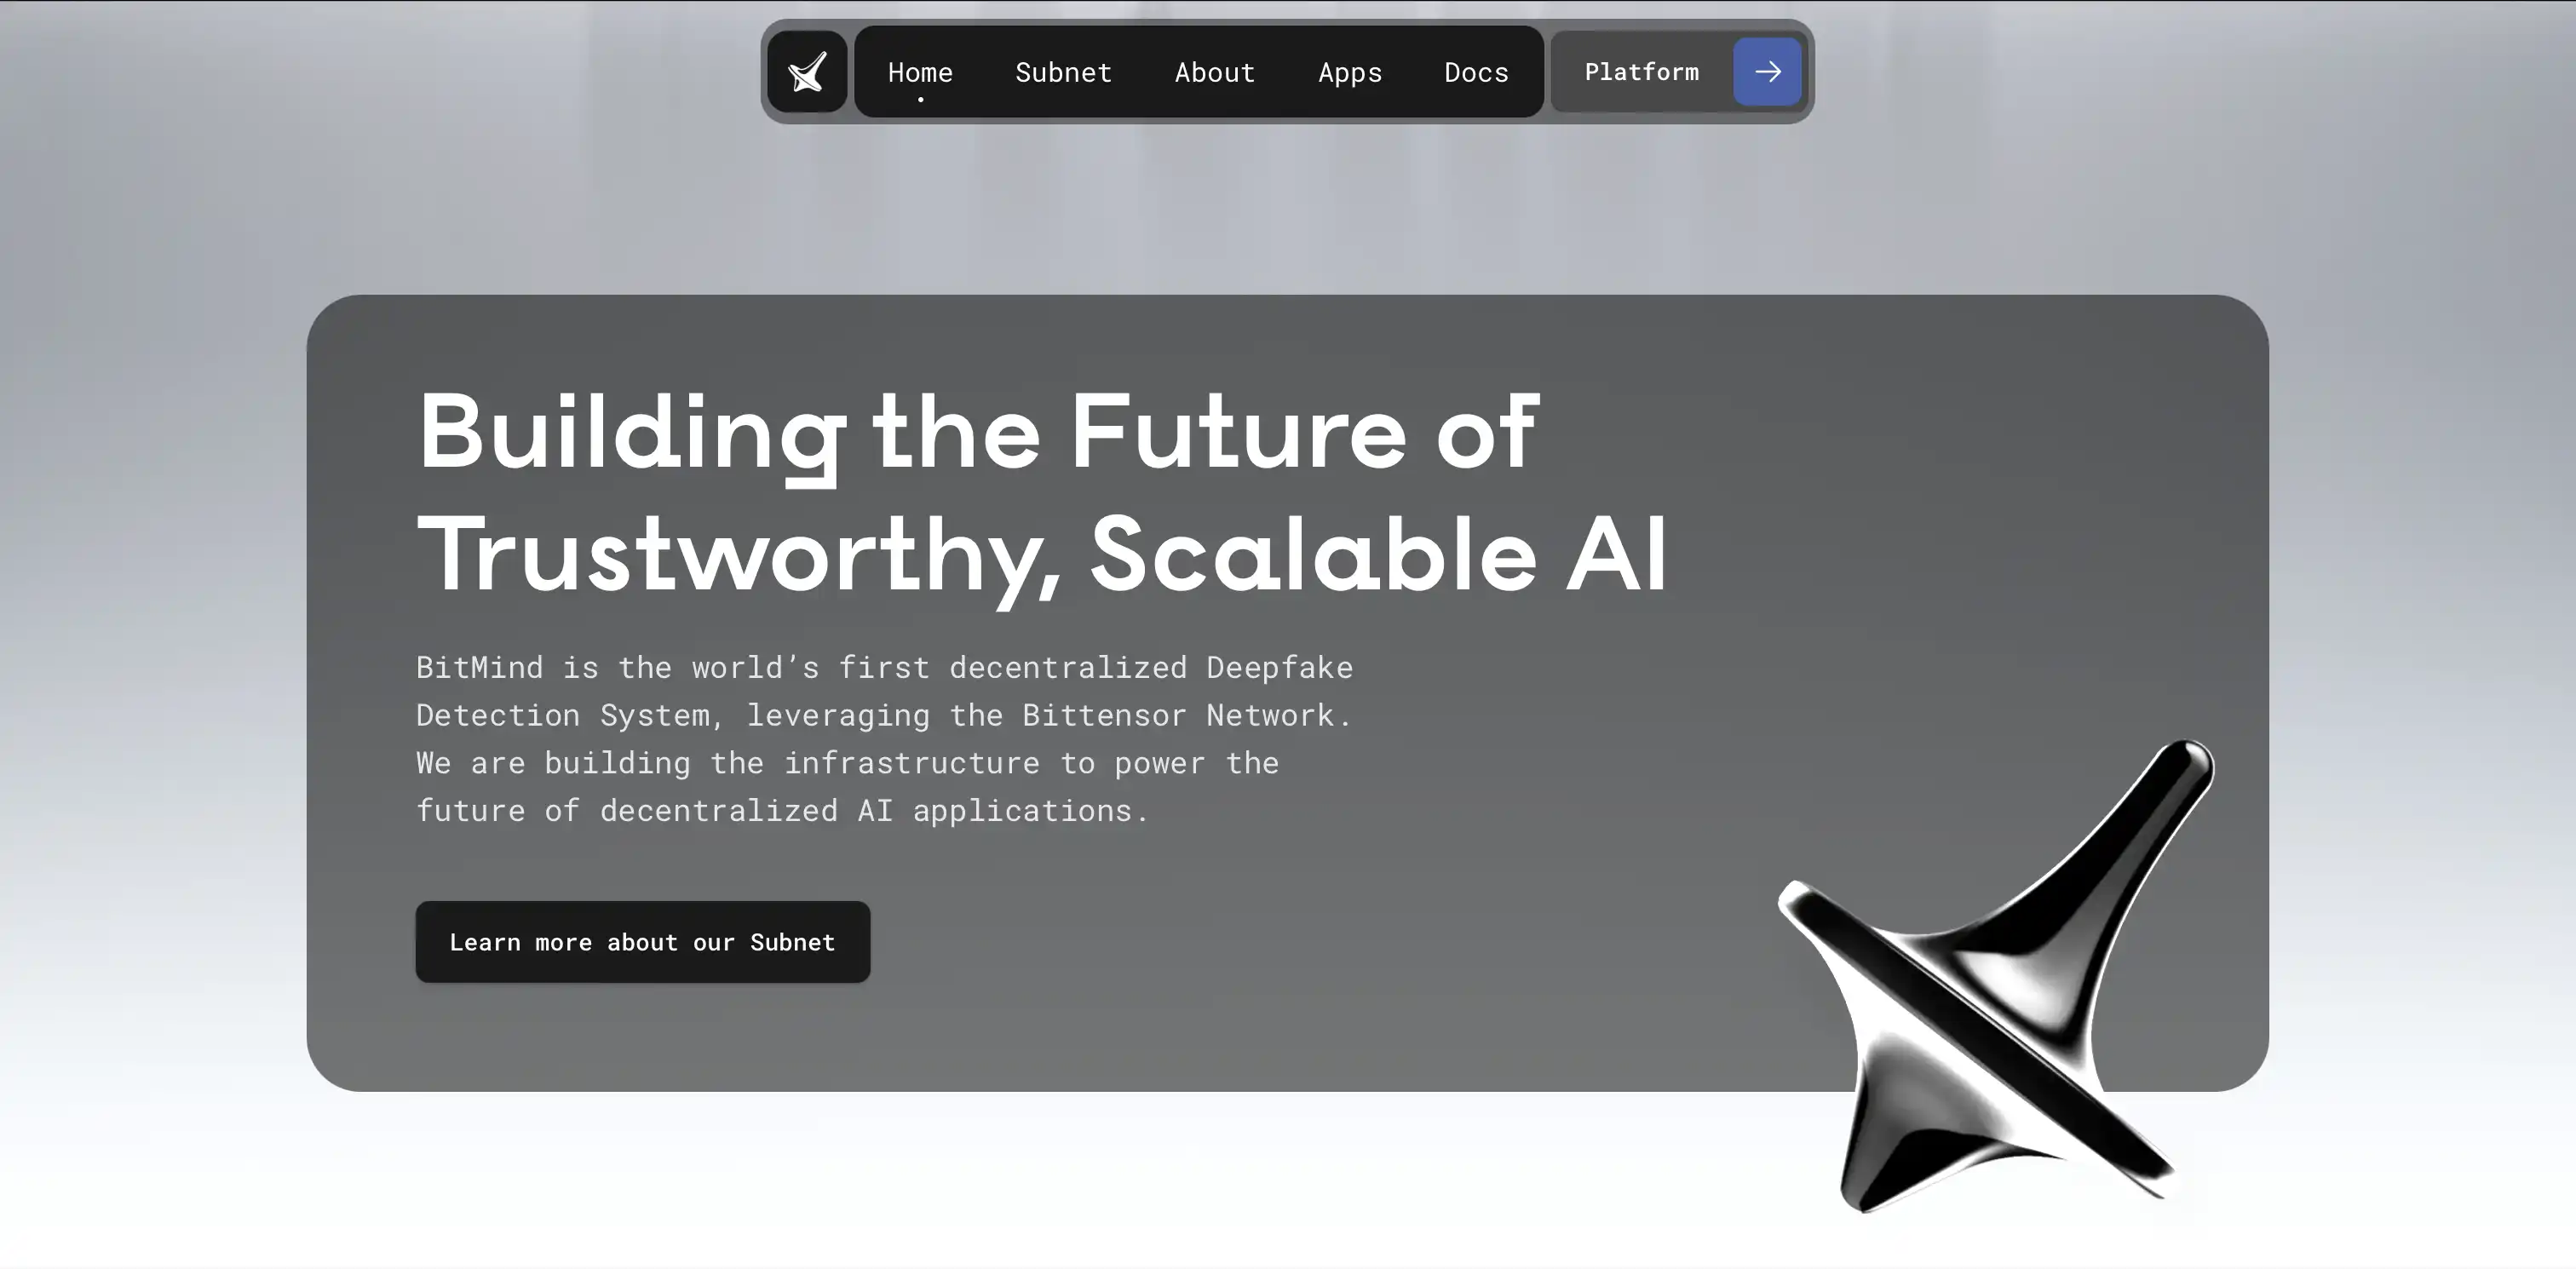 Home Subnet About Apps Docs Platform
Building the Future of
Trustworthy, Scalable AI
BitMind is the world’s first decentralized Deepfake
Detection System, leveraging the Bittensor Network.
We are building the infrastructure to power the
future of decentralized AI applications.
Learn more about our Subnet